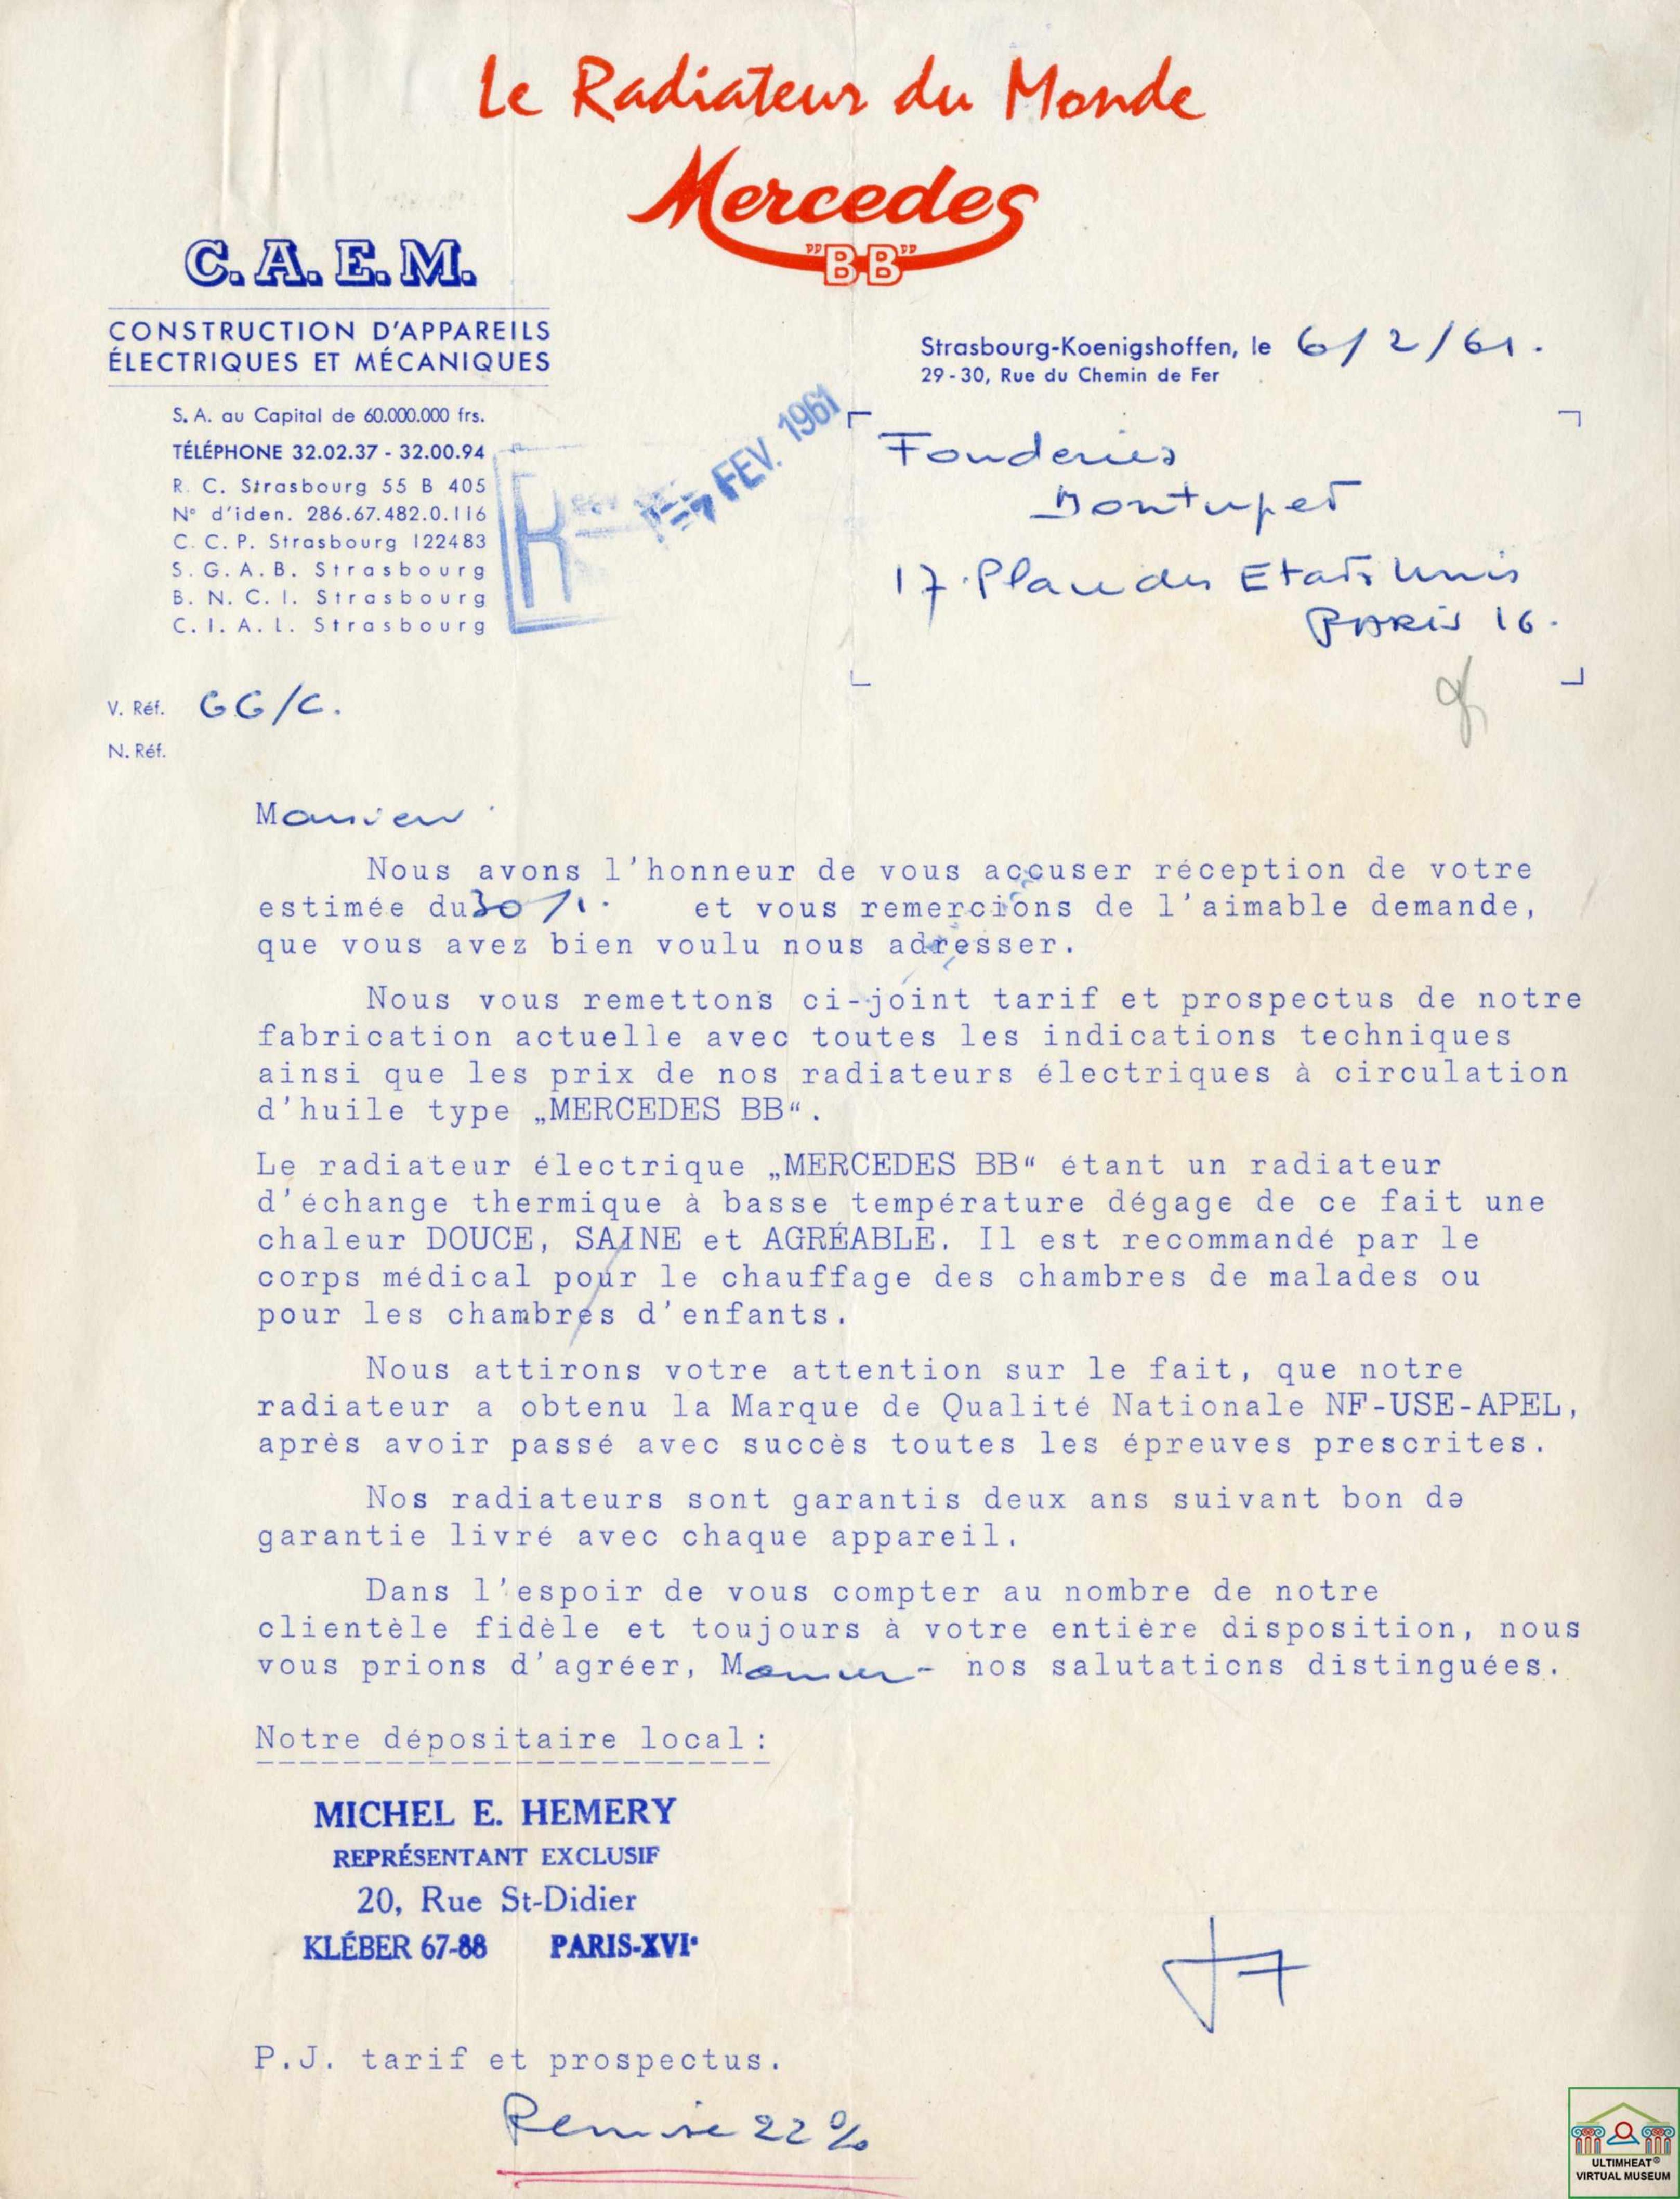 Le Radiateur du Monde
Mercedes
"BB"
C.A.E.M.
CONSTRUCTION D'APPAREILS
ÉLECTRIQUES ET MÉCANIQUES
S.A. au Capital de 60.000.000 frs.
TÉLÉPHONE 32.02.37 - 32.00.94
R. C. Strasbourg 55 B 405
N° d'iden. 286.67.482.0.116
C. C. P. Strasbourg 122483
S. G. A. B. Strasbourg
B. N. C. I. Strasbourg
C. I. A. L. Strasbourg
Strasbourg-Koenigshoffen, le 6/2/61.
29-30, Rue du Chemin de Fer
FEV. 1961
Fonderies
Montupet
17 Place des Etats Unis
PARIS 16.
V. Réf. GG/C.
N. Réf.
Monsieur
Nous avons l'honneur de vous accuser réception de votre
estimée du 30/1. et vous remercions de l'aimable demande,
que vous avez bien voulu nous adresser.
Nous vous remettons ci-joint tarif et prospectus de notre
fabrication actuelle avec toutes les indications techniques
ainsi que les prix de nos radiateurs électriques à circulation
d'huile type „MERCEDES BB“.
Le radiateur électrique „MERCEDES BB“ étant un radiateur
d'échange thermique à basse température dégage de ce fait une
chaleur DOUCE, SAINE et AGRÉABLE. Il est recommandé par le
corps médical pour le chauffage des chambres de malades ou
pour les chambres d'enfants.
Nous attirons votre attention sur le fait, que notre
radiateur a obtenu la Marque de Qualité Nationale NF-USE-APEL,
après avoir passé avec succès toutes les épreuves prescrites.
Nos radiateurs sont garantis deux ans suivant bon de
garantie livré avec chaque appareil.
Dans l'espoir de vous compter au nombre de notre
clientèle fidèle et toujours à votre entière disposition, nous
vous prions d'agréer, Monsieur nos salutations distinguées.
Notre dépositaire local:
MICHEL E. HEMERY
REPRÉSENTANT EXCLUSIF
20, Rue St-Didier
KLÉBER 67-88 PARIS-XVIe
P.J. tarif et prospectus.
Remise 22%
ULTIMHEAT®
VIRTUAL MUSEUM